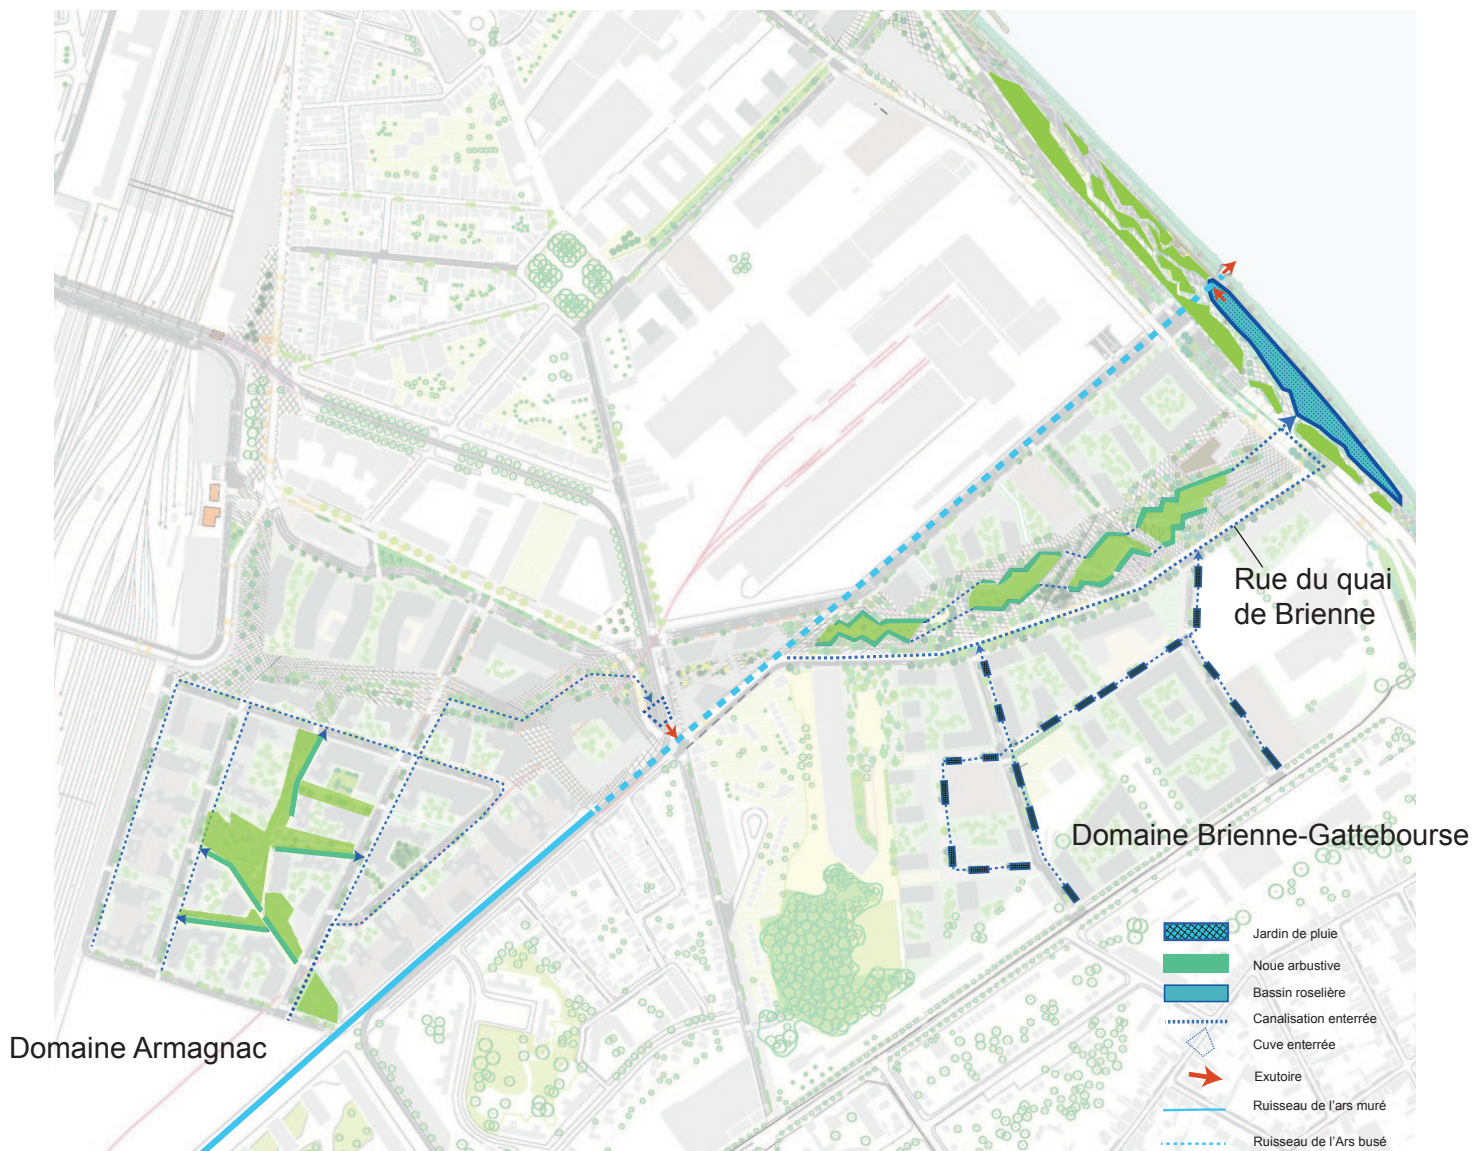 Rue du quai
de Brienne
Domaine Brienne-Gattebourse
Domaine Armagnac
Jardin de pluie
Noue arbustive
Bassin roselière
Canalisation enterrée
Cuve enterrée
Exutoire
Ruisseau de l'ars muré
Ruisseau de l'Ars busé